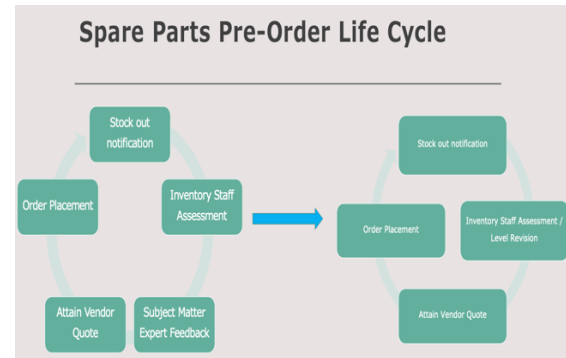 Spare Parts Pre-Order Life Cycle
Stock out
notification
Inventory Staff
Assessment
Subject Matter
Expert Feedback
Attain Vendor
Quote
Order Placement
Stock out notification
Inventory Staff Assessment /
Level Revision
Attain Vendor Quote
Order Placement